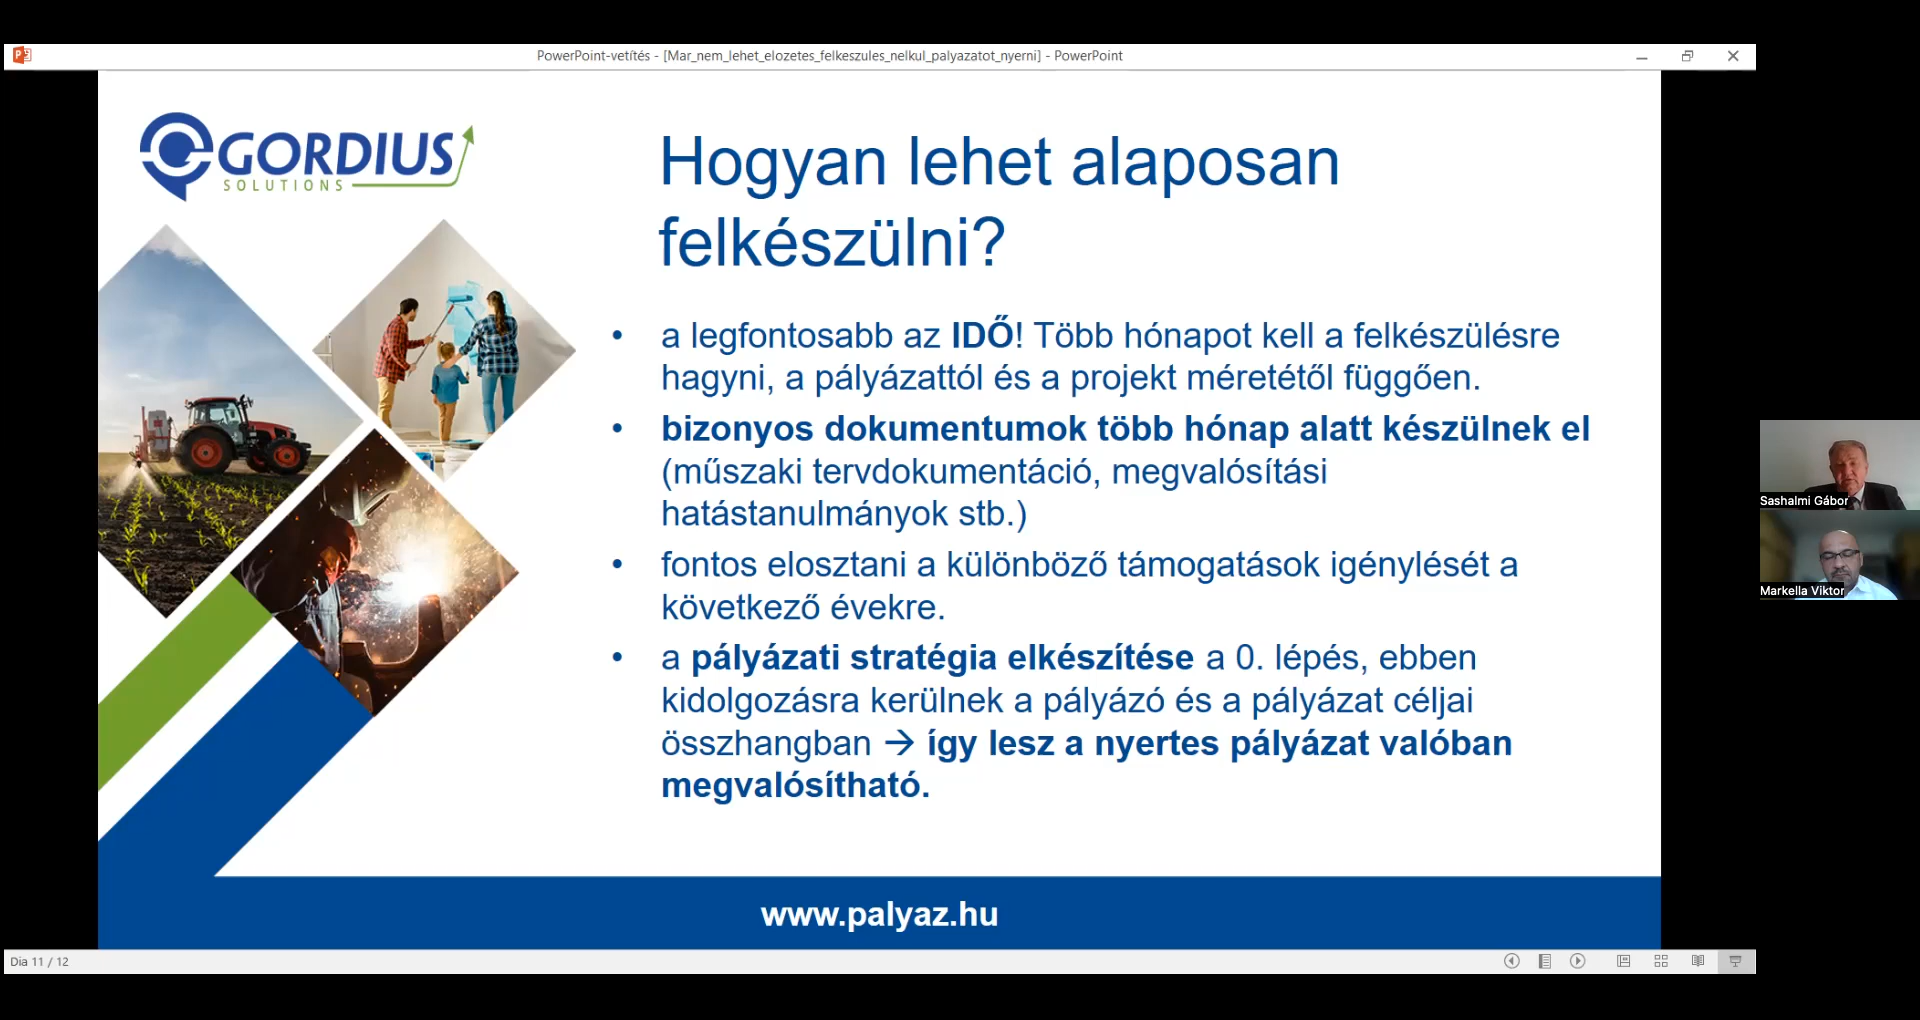 PowerPoint-vetítés - [Mar_nem_lehet_elozetes_felkeszules_nelkul_palyazatot_nyerni] - PowerPoint
GORDIUS
SOLUTIONS
Hogyan lehet alaposan
felkészülni?
• a legfontosabb az IDŐ! Több hónapot kell a felkészülésre
hagyni, a pályázattól és a projekt méretétől függően.
• bizonyos dokumentumok több hónap alatt készülnek el
(műszaki tervdokumentáció, megvalósítási
hatástanulmányok stb.)
• fontos elosztani a különböző támogatások igénylését a
következő évekre.
• a pályázati stratégia elkészítése a 0. lépés, ebben
kidolgozásra kerülnek a pályázó és a pályázat céljai
összhangban → így lesz a nyertes pályázat valóban
megvalósítható.
www.palyaz.hu
Sashalmi Gábor
Markella Viktor
Dia 11 / 12